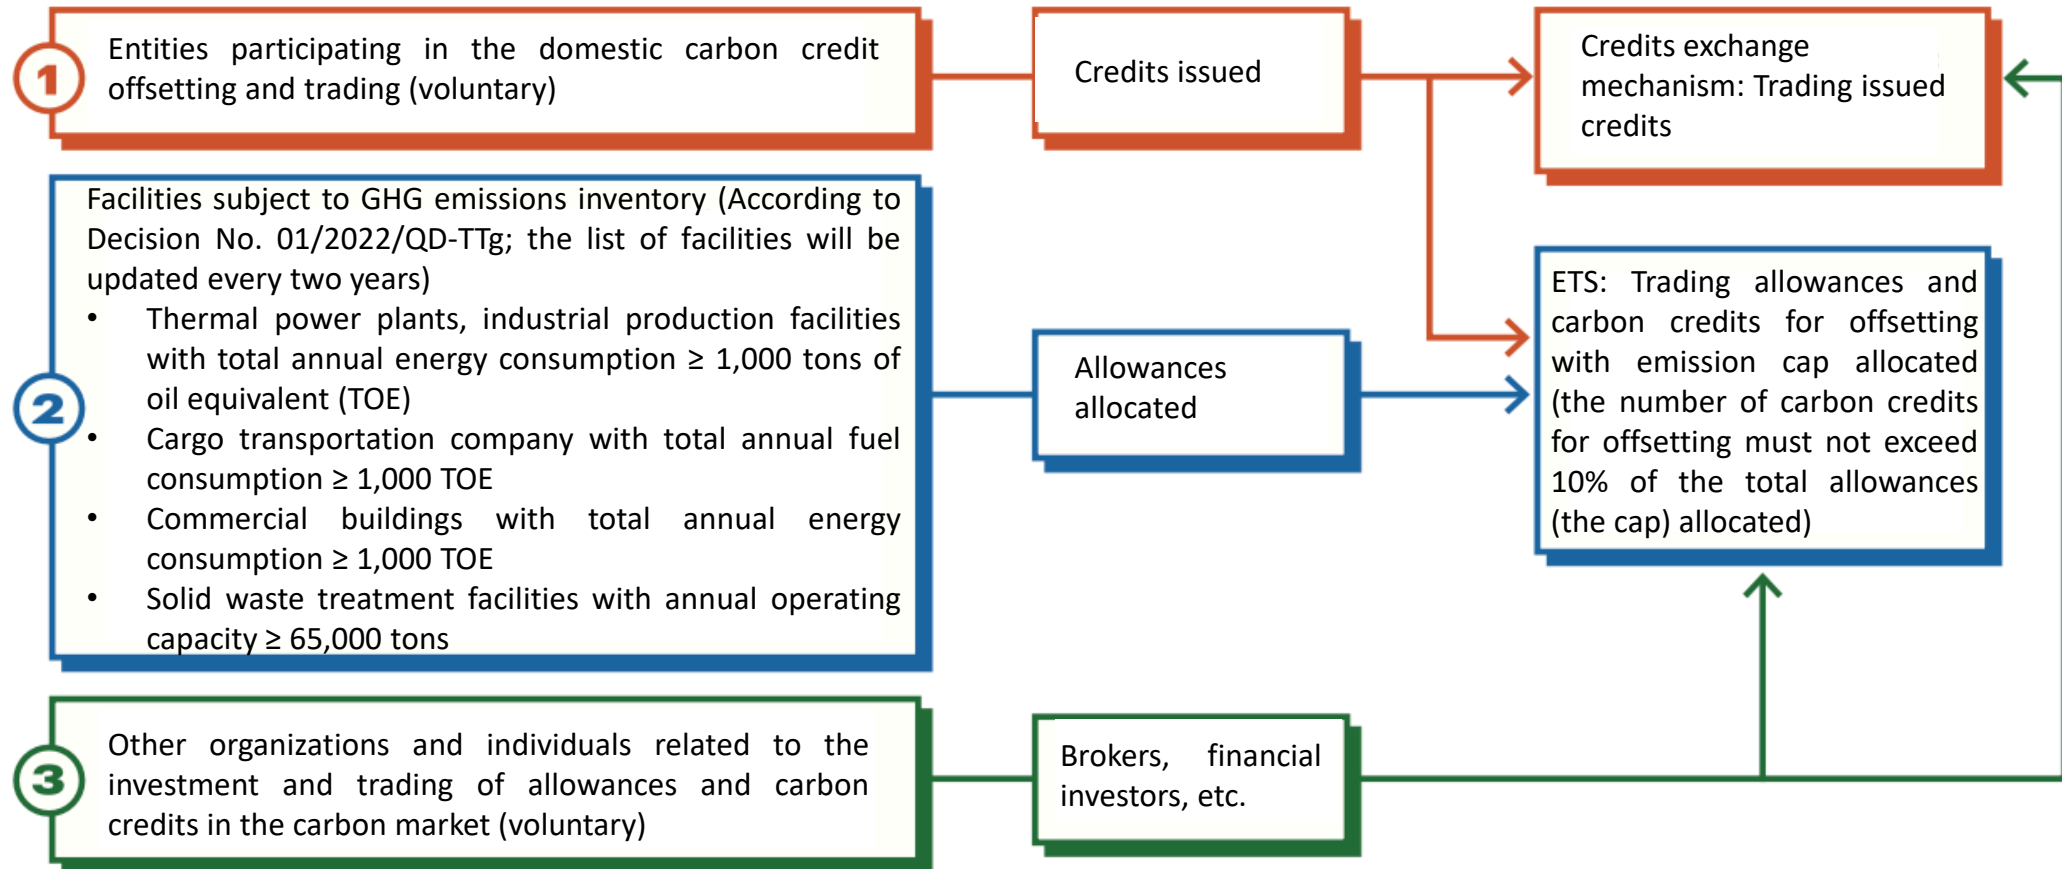 1
Entities participating in the domestic carbon credit
offsetting and trading (voluntary)
Credits issued
Credits exchange
mechanism: Trading issued
credits
2
Facilities subject to GHG emissions inventory (According to
Decision No. 01/2022/QD-TTg; the list of facilities will be
updated every two years)
• Thermal power plants, industrial production facilities
with total annual energy consumption ≥ 1,000 tons of
oil equivalent (TOE)
• Cargo transportation company with total annual fuel
consumption ≥ 1,000 TOE
• Commercial buildings with total annual energy
consumption ≥ 1,000 TOE
• Solid waste treatment facilities with annual operating
capacity ≥ 65,000 tons
Allowances
allocated
ETS: Trading allowances and
carbon credits for offsetting
with emission cap allocated
(the number of carbon credits
for offsetting must not exceed
10% of the total allowances
(the cap) allocated)
3
Other organizations and individuals related to the
investment and trading of allowances and carbon
credits in the carbon market (voluntary)
Brokers, financial
investors, etc.